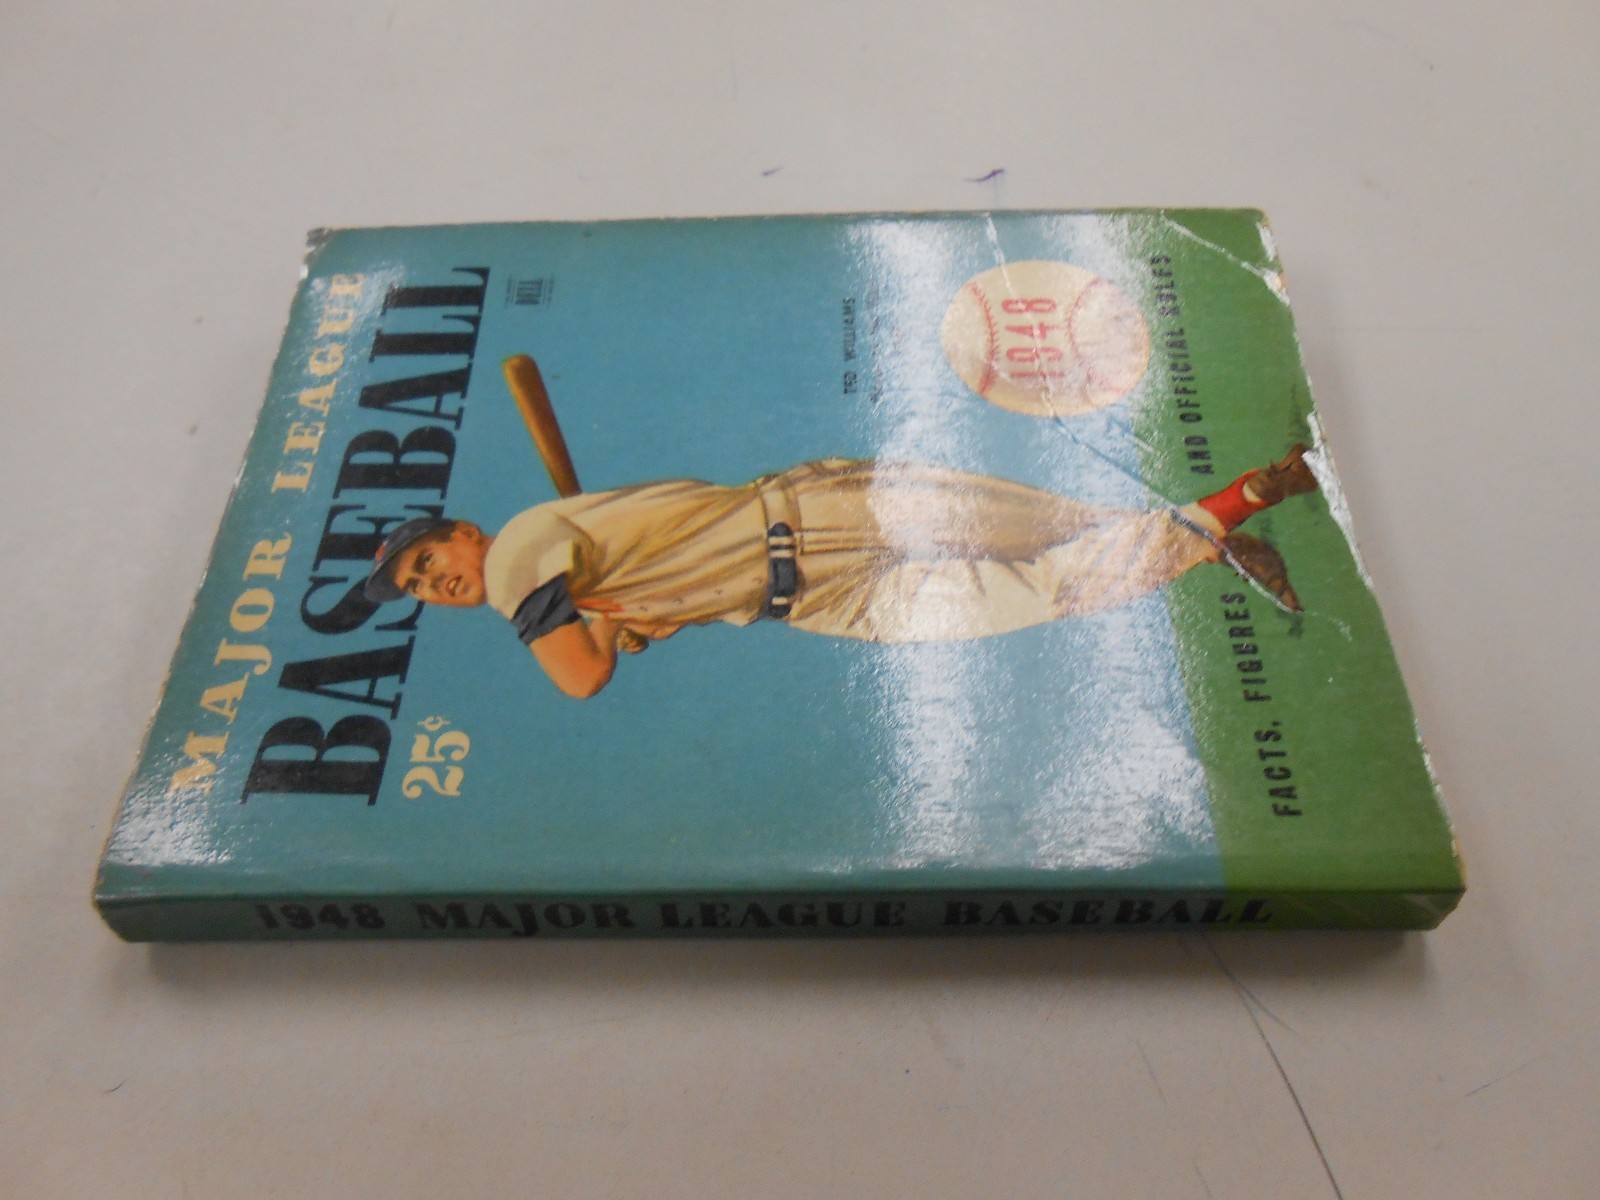 MAJOR LEAGUE
BASEBALL
25¢
DELL
TED WILLIAMS
1948
FACTS, FIGURES
AND OFFICIAL RULES
1948 MAJOR LEAGUE BASEBALL